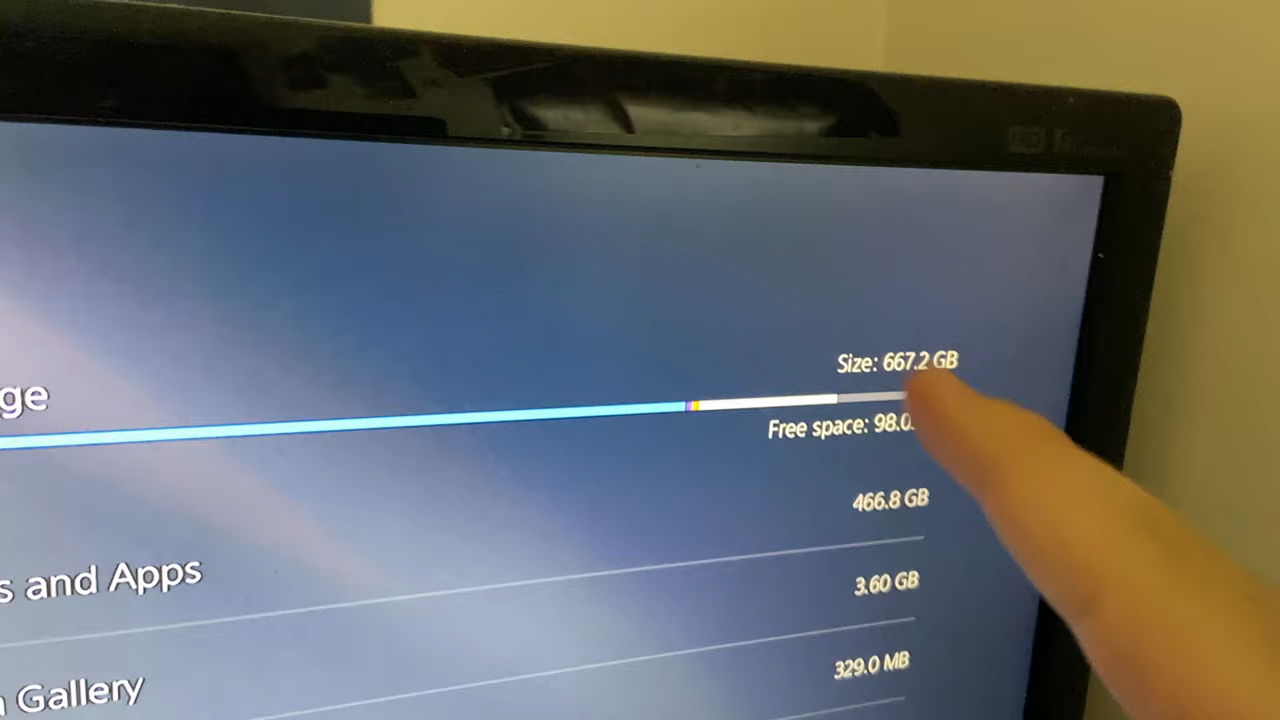 Size: 667.2 GB
ge
Free space: 98.0
466.8 GB
s and Apps
3.60 GB
Gallery
329.0 MB